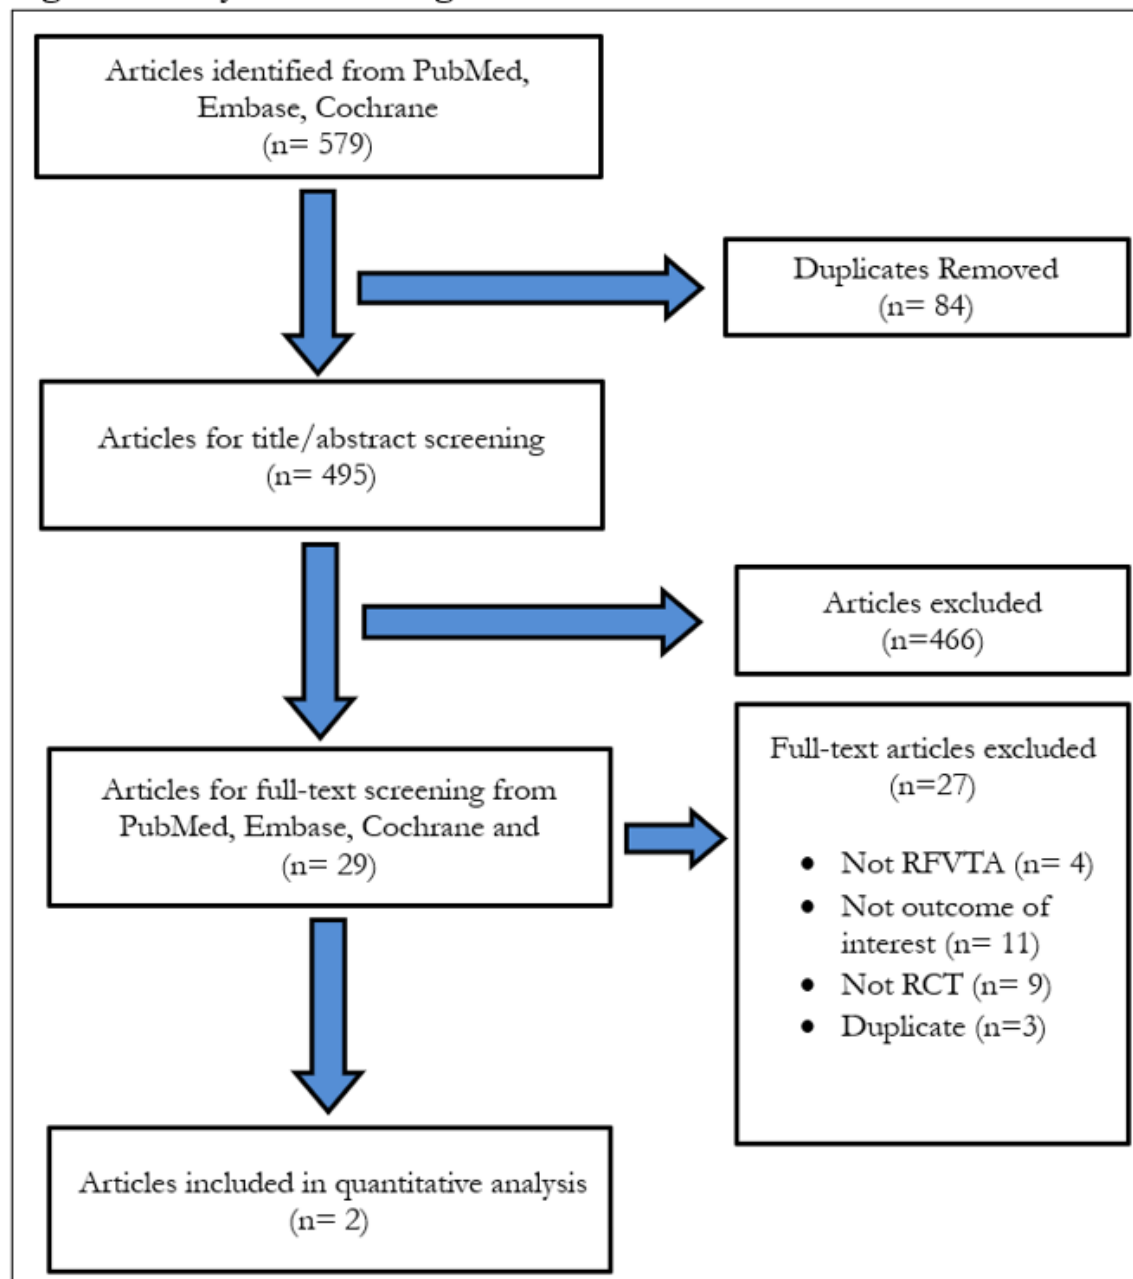 Articles identified from PubMed,
Embase, Cochrane
(n= 579)
Duplicates Removed
(n= 84)
Articles for title/abstract screening
(n= 495)
Articles excluded
(n=466)
Articles for full-text screening from
PubMed, Embase, Cochrane and
(n= 29)
Full-text articles excluded
(n=27)
• Not RFVTA (n= 4)
• Not outcome of
interest (n= 11)
• Not RCT (n= 9)
• Duplicate (n=3)
Articles included in quantitative analysis
(n= 2)